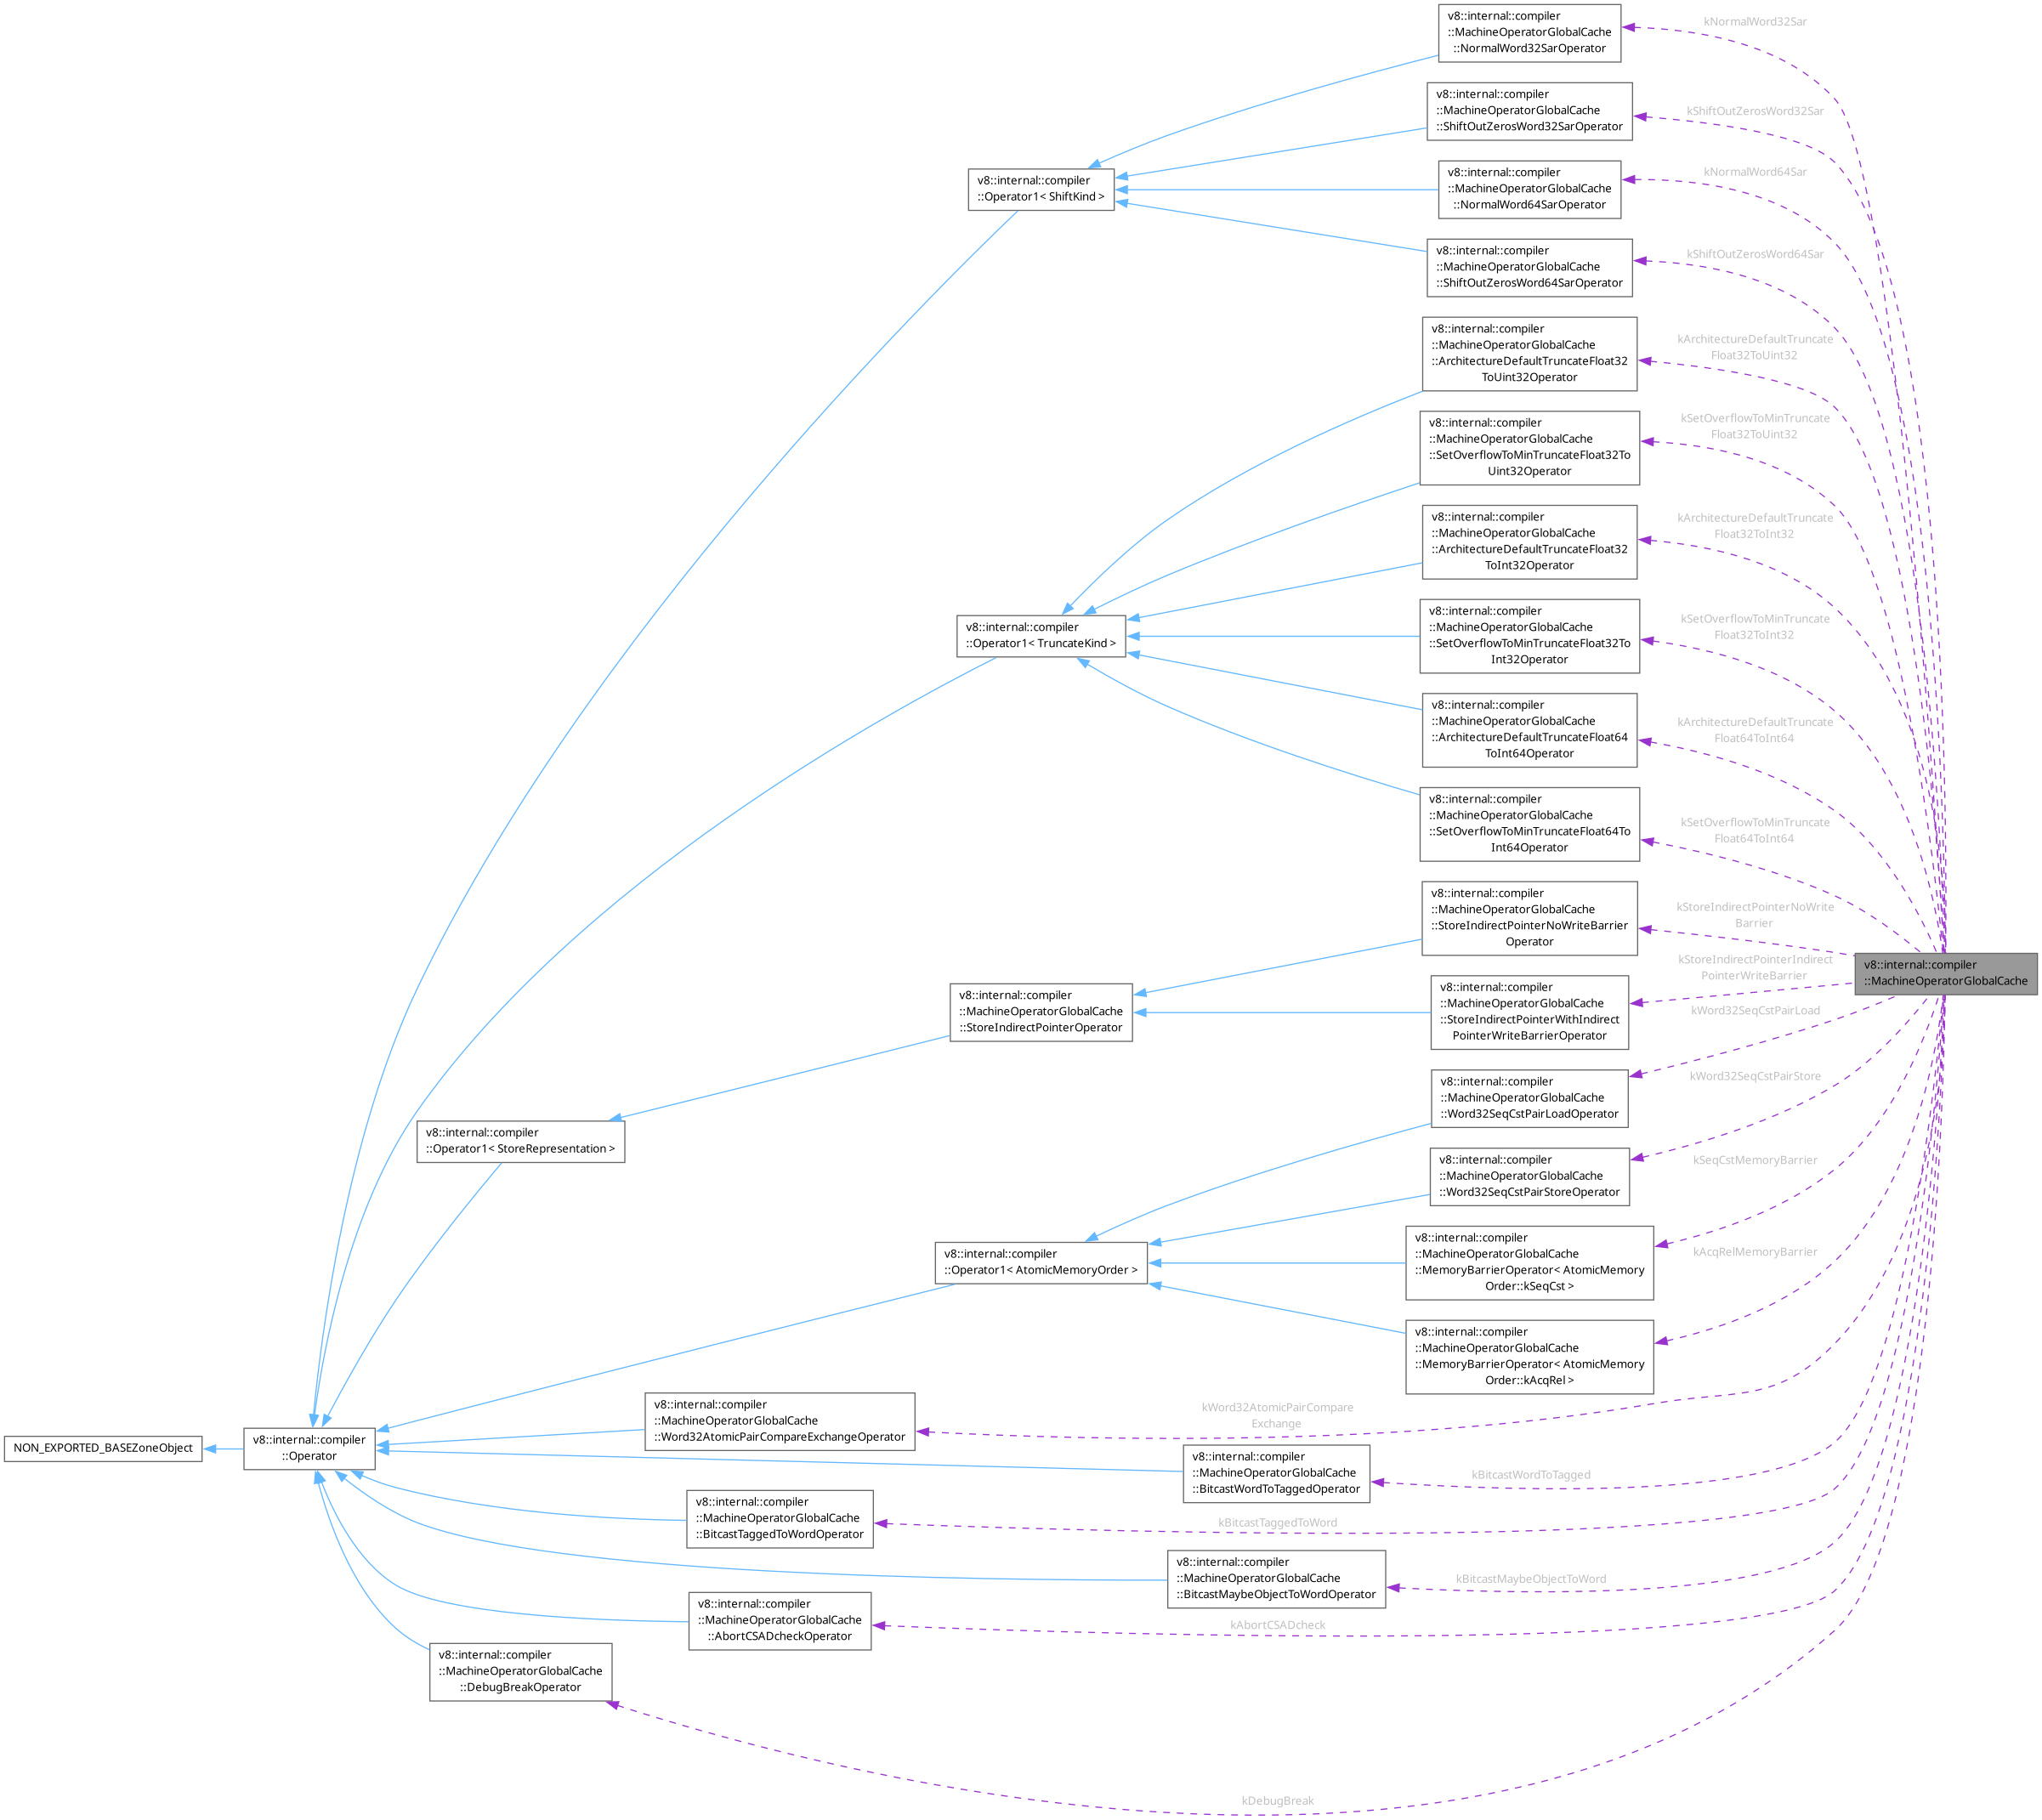 v8::internal::compiler
::MachineOperatorGlobalCache
::NormalWord32SarOperator
kNormalWord32Sar
v8::internal::compiler
::MachineOperatorGlobalCache
::ShiftOutZerosWord32SarOperator
kShiftOutZerosWord32Sar
v8::internal::compiler
::MachineOperatorGlobalCache
::NormalWord64SarOperator
kNormalWord64Sar
v8::internal::compiler
::Operator1< ShiftKind >
v8::internal::compiler
::MachineOperatorGlobalCache
::ShiftOutZerosWord64SarOperator
kShiftOutZerosWord64Sar
v8::internal::compiler
::MachineOperatorGlobalCache
::ArchitectureDefaultTruncateFloat32
ToUint32Operator
kArchitectureDefaultTruncate
Float32ToUint32
v8::internal::compiler
::MachineOperatorGlobalCache
::SetOverflowToMinTruncateFloat32To
Uint32Operator
kSetOverflowToMinTruncate
Float32ToUint32
v8::internal::compiler
::MachineOperatorGlobalCache
::ArchitectureDefaultTruncateFloat32
ToInt32Operator
kArchitectureDefaultTruncate
Float32ToInt32
v8::internal::compiler
::Operator1< TruncateKind >
v8::internal::compiler
::MachineOperatorGlobalCache
::SetOverflowToMinTruncateFloat32To
Int32Operator
kSetOverflowToMinTruncate
Float32ToInt32
v8::internal::compiler
::MachineOperatorGlobalCache
::ArchitectureDefaultTruncateFloat64
ToInt64Operator
kArchitectureDefaultTruncate
Float64ToInt64
v8::internal::compiler
::MachineOperatorGlobalCache
::SetOverflowToMinTruncateFloat64To
Int64Operator
kSetOverflowToMinTruncate
Float64ToInt64
v8::internal::compiler
::MachineOperatorGlobalCache
::StoreIndirectPointerNoWriteBarrier
Operator
kStoreIndirectPointerNoWrite
Barrier
v8::internal::compiler
::MachineOperatorGlobalCache
v8::internal::compiler
::MachineOperatorGlobalCache
::StoreIndirectPointerOperator
v8::internal::compiler
::MachineOperatorGlobalCache
::StoreIndirectPointerWithIndirect
PointerWriteBarrierOperator
kStoreIndirectPointerIndirect
PointerWriteBarrier
kWord32SeqCstPairLoad
v8::internal::compiler
::MachineOperatorGlobalCache
::Word32SeqCstPairLoadOperator
kWord32SeqCstPairStore
v8::internal::compiler
::Operator1< StoreRepresentation >
v8::internal::compiler
::MachineOperatorGlobalCache
::Word32SeqCstPairStoreOperator
kSeqCstMemoryBarrier
v8::internal::compiler
::Operator1< AtomicMemoryOrder >
v8::internal::compiler
::MachineOperatorGlobalCache
::MemoryBarrierOperator< AtomicMemory
Order::kSeqCst >
kAcqRelMemoryBarrier
v8::internal::compiler
::MachineOperatorGlobalCache
::MemoryBarrierOperator< AtomicMemory
Order::kAcqRel >
NON_EXPORTED_BASEZoneObject
v8::internal::compiler
::Operator
v8::internal::compiler
::MachineOperatorGlobalCache
::Word32AtomicPairCompareExchangeOperator
kWord32AtomicPairCompare
Exchange
v8::internal::compiler
::MachineOperatorGlobalCache
::BitcastWordToTaggedOperator
kBitcastWordToTagged
v8::internal::compiler
::MachineOperatorGlobalCache
::BitcastTaggedToWordOperator
kBitcastTaggedToWord
v8::internal::compiler
::MachineOperatorGlobalCache
::BitcastMaybeObjectToWordOperator
kBitcastMaybeObjectToWord
v8::internal::compiler
::MachineOperatorGlobalCache
::AbortCSADcheckOperator
kAbortCSADcheck
v8::internal::compiler
::MachineOperatorGlobalCache
::DebugBreakOperator
kDebugBreak